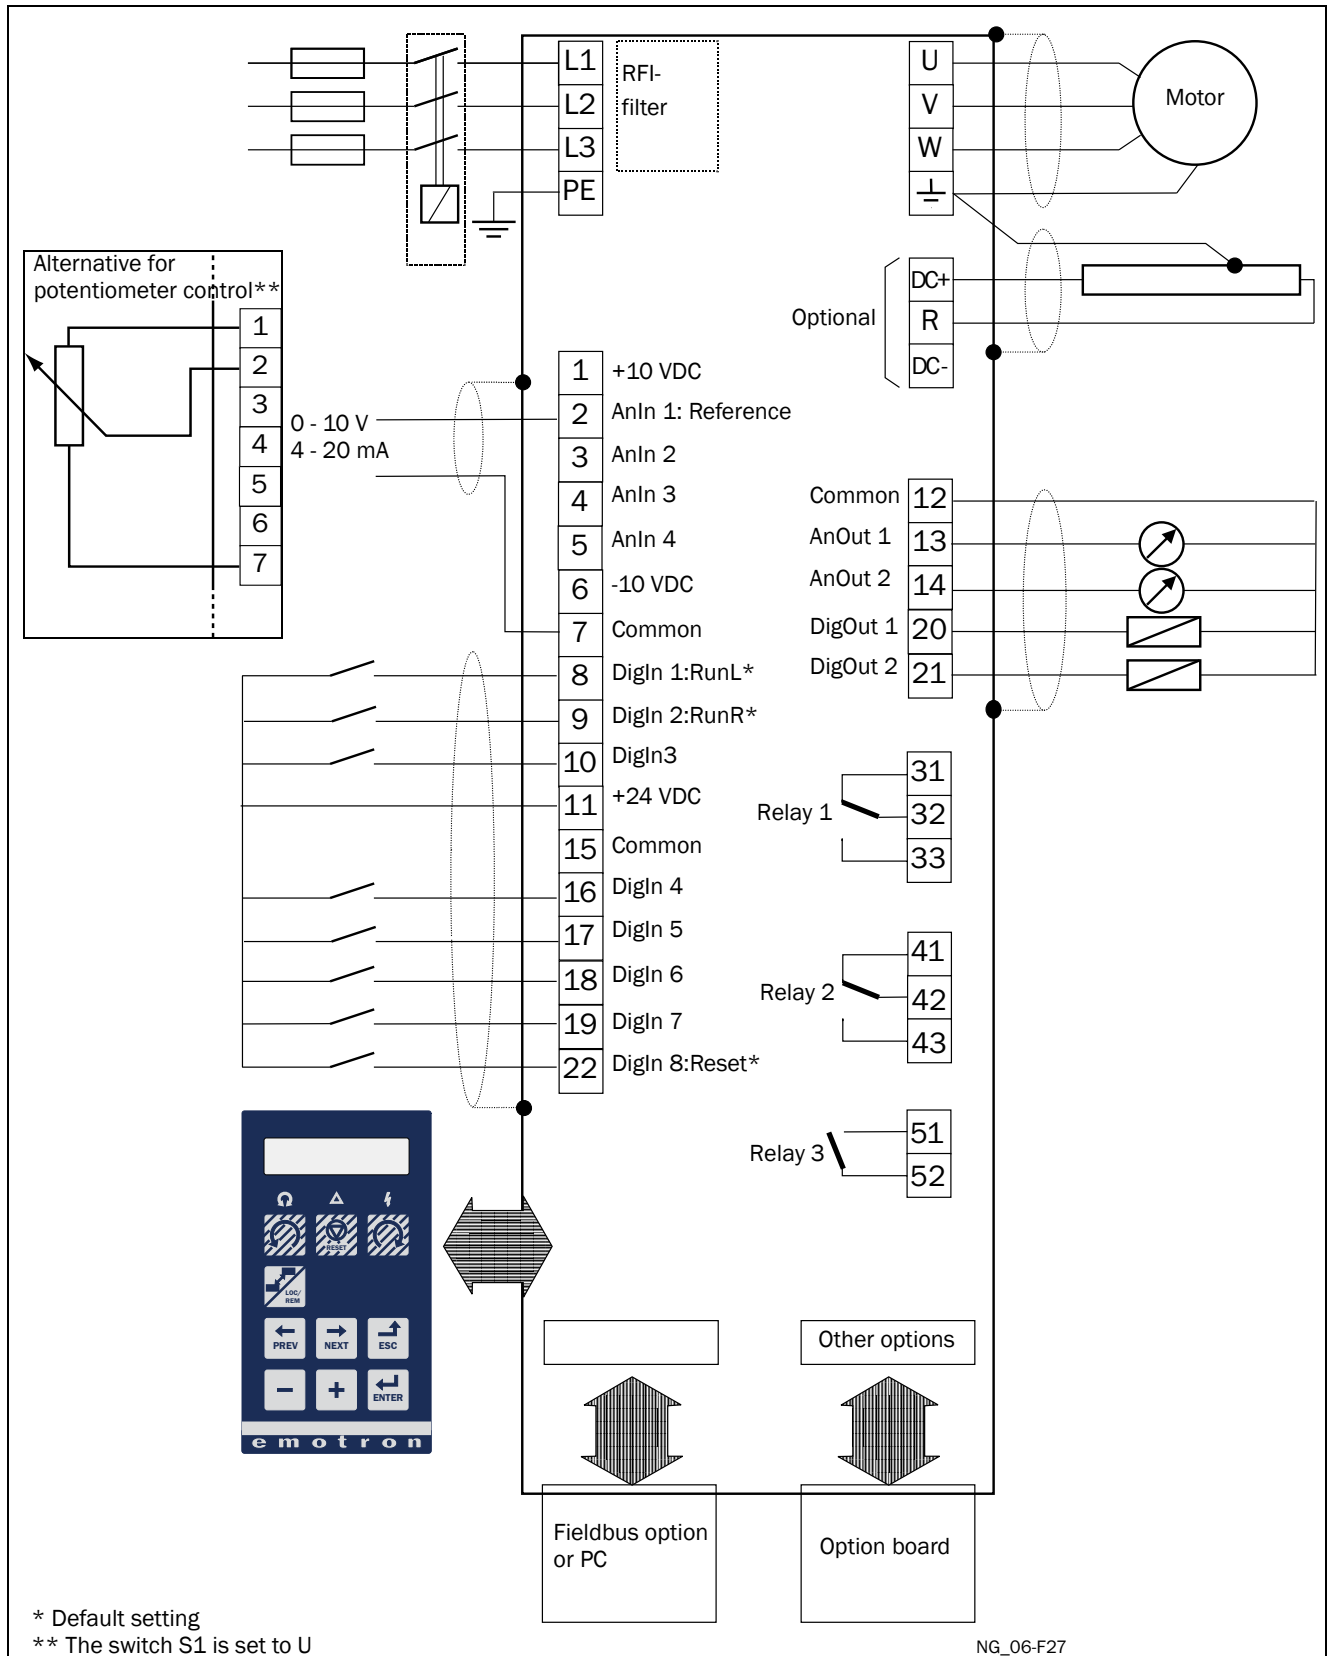 L1
L2
L3
PE
RFI-
filter
U
V
W
Motor
Alternative for
potentiometer control**
1
2
3
4
5
6
7
0 - 10 V
4 - 20 mA
Optional
DC+
R
DC-
1 +10 VDC
2 AnIn 1: Reference
3 AnIn 2
4 AnIn 3
5 AnIn 4
6 -10 VDC
7 Common
8 DigIn 1:RunL*
9 DigIn 2:RunR*
10 DigIn3
11 +24 VDC
15 Common
16 DigIn 4
17 DigIn 5
18 DigIn 6
19 DigIn 7
22 DigIn 8:Reset*
Common 12
AnOut 1 13
AnOut 2 14
DigOut 1 20
DigOut 2 21
Relay 1
31
32
33
Relay 2
41
42
43
Relay 3
51
52
RESET
LOC/
REM
PREV NEXT ESC
- + ENTER
emotron
Other options
Fieldbus option
or PC
Option board
* Default setting
** The switch S1 is set to U
NG_06-F27